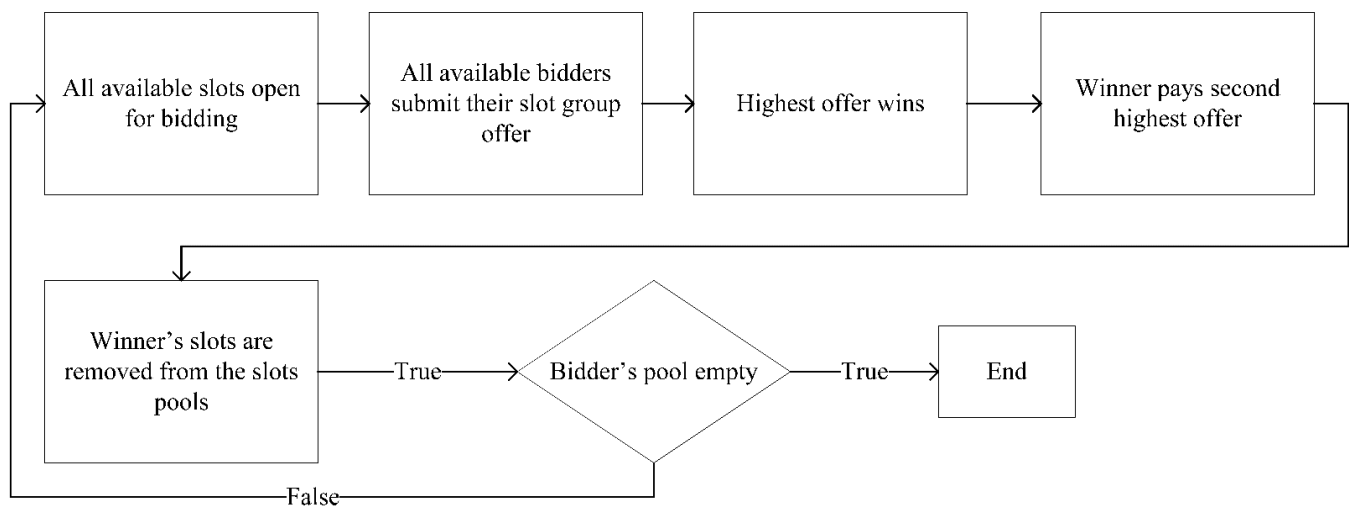 All available slots open
for bidding
All available bidders
submit their slot group
offer
Highest offer wins
Winner pays second
highest offer
Winner's slots are
removed from the slots
pools
True
Bidder's pool empty
True
End
False